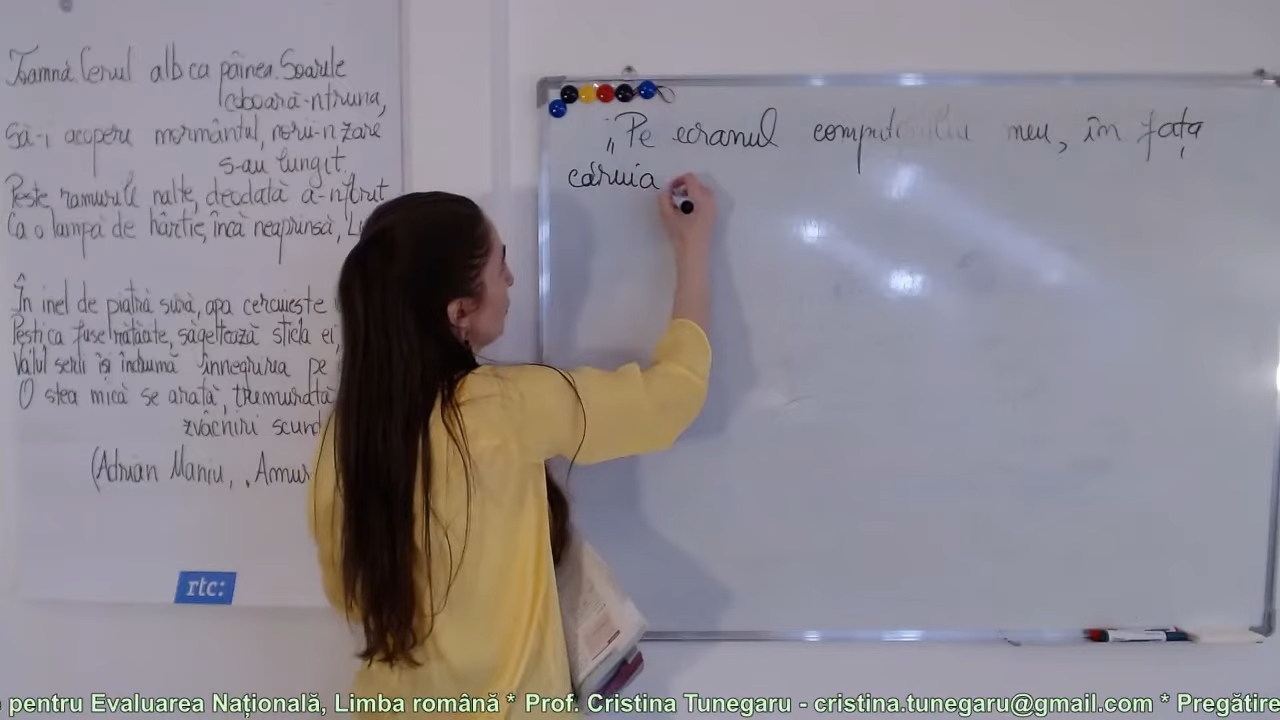 Toamnă. Cerul alb ca pâinea. Soarele
coboară-ntruna,
Să-i acopere mormântul, norii-n zare
s-au lungit.
Peste ramurile nalte, deodată a-nflorit
Ca o lampă de hârtie, încă neaprinsă,
În inel de piatră sură, apa cercuiește
Pești ca fuse înătăiate, săgetează sticla ei,
Valul serii își îndrumă înnegrirea pe
O stea mică se arată, tremurată
zvâcniri scund
(Adrian Maniu, „Amur
rtc:
„Pe ecranul computerului meu, în fața
căruia
pentru Evaluarea Națională, Limba română * Prof. Cristina Tunegaru - cristina.tunegaru@gmail.com * Pregătire